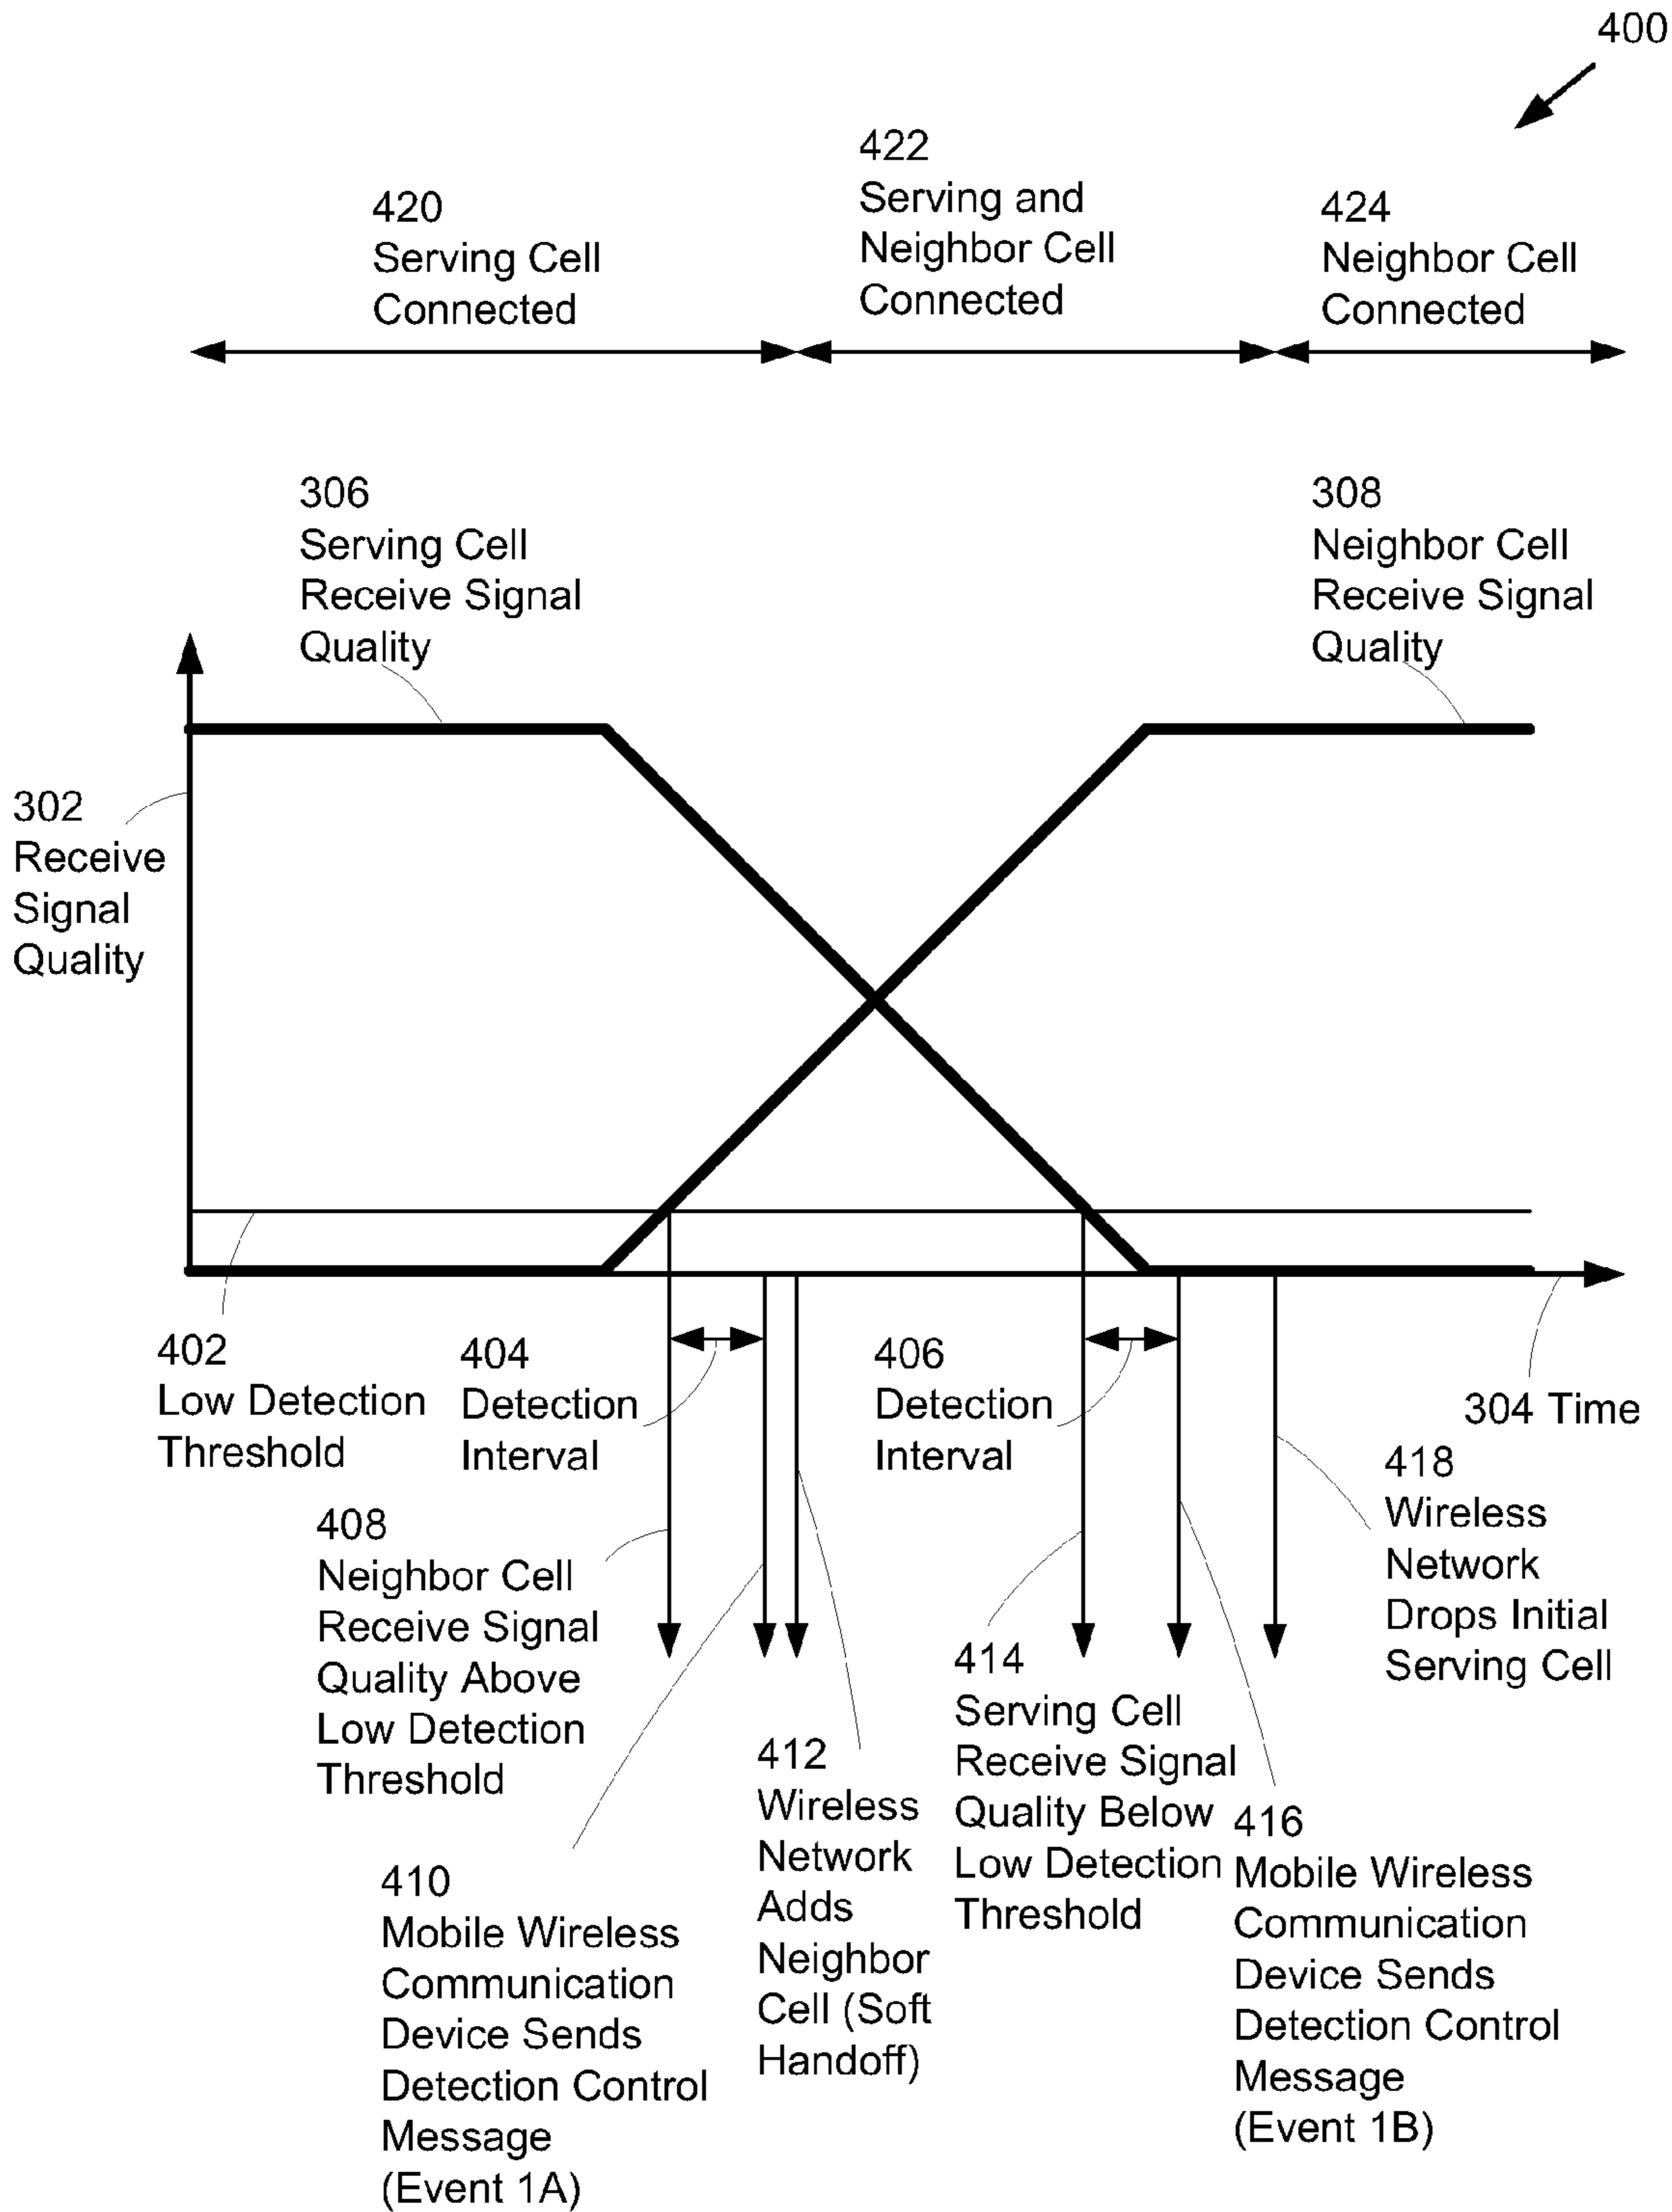 400
422
Serving and
Neighbor Cell
Connected
420
Serving Cell
Connected
424
Neighbor Cell
Connected
306
Serving Cell
Receive Signal
Quality
308
Neighbor Cell
Receive Signal
Quality
302
Receive
Signal
Quality
402
Low Detection
Threshold
404
Detection
Interval
406
Detection
Interval
304 Time
408
Neighbor Cell
Receive Signal
Quality Above
Low Detection
Threshold
418
Wireless
Network
Drops Initial
Serving Cell
410
Mobile Wireless
Communication
Device Sends
Detection Control
Message
(Event 1A)
412
Wireless
Network
Adds
Neighbor
Cell (Soft
Handoff)
414
Serving Cell
Receive Signal
Quality Below
Low Detection
Threshold
416
Mobile Wireless
Communication
Device Sends
Detection Control
Message
(Event 1B)